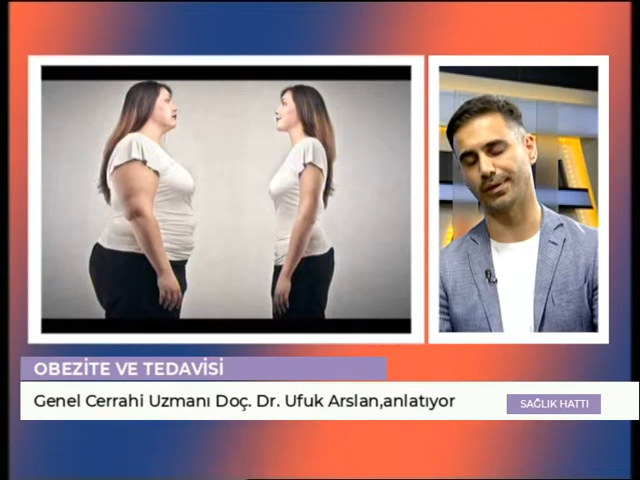 OBEZİTE VE TEDAVİSİ
Genel Cerrahi Uzmanı Doç. Dr. Ufuk Arslan,anlatıyor
SAĞLIK HATTI